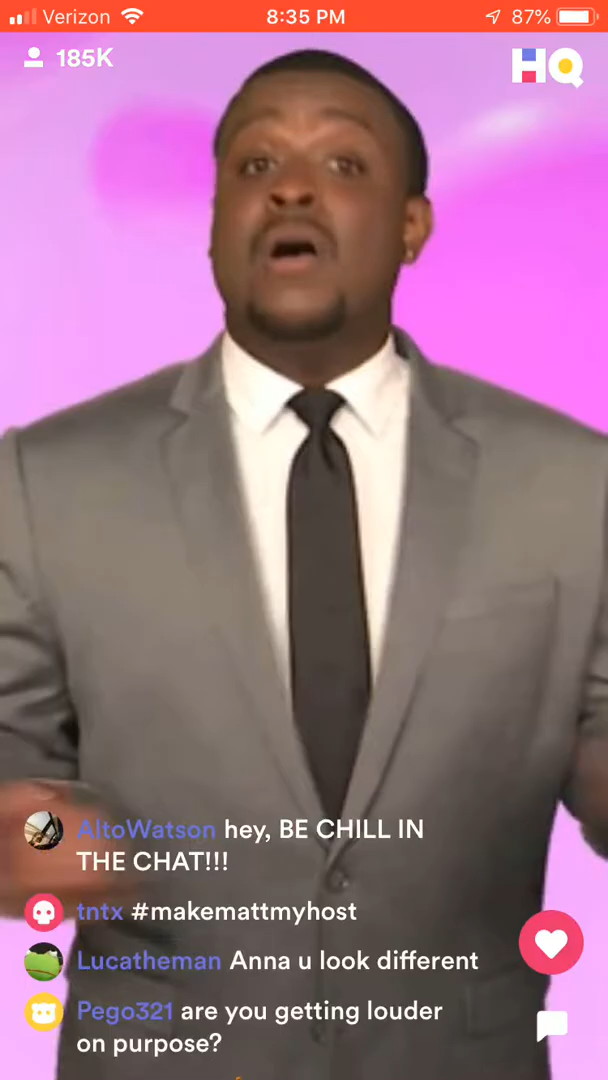 Verizon 8:35 PM 87%
185K HQ
AltoWatson hey, BE CHILL IN
THE CHAT!!!
tntx #makemattmyhost
Lucatheman Anna u look different
Pego321 are you getting louder
on purpose?